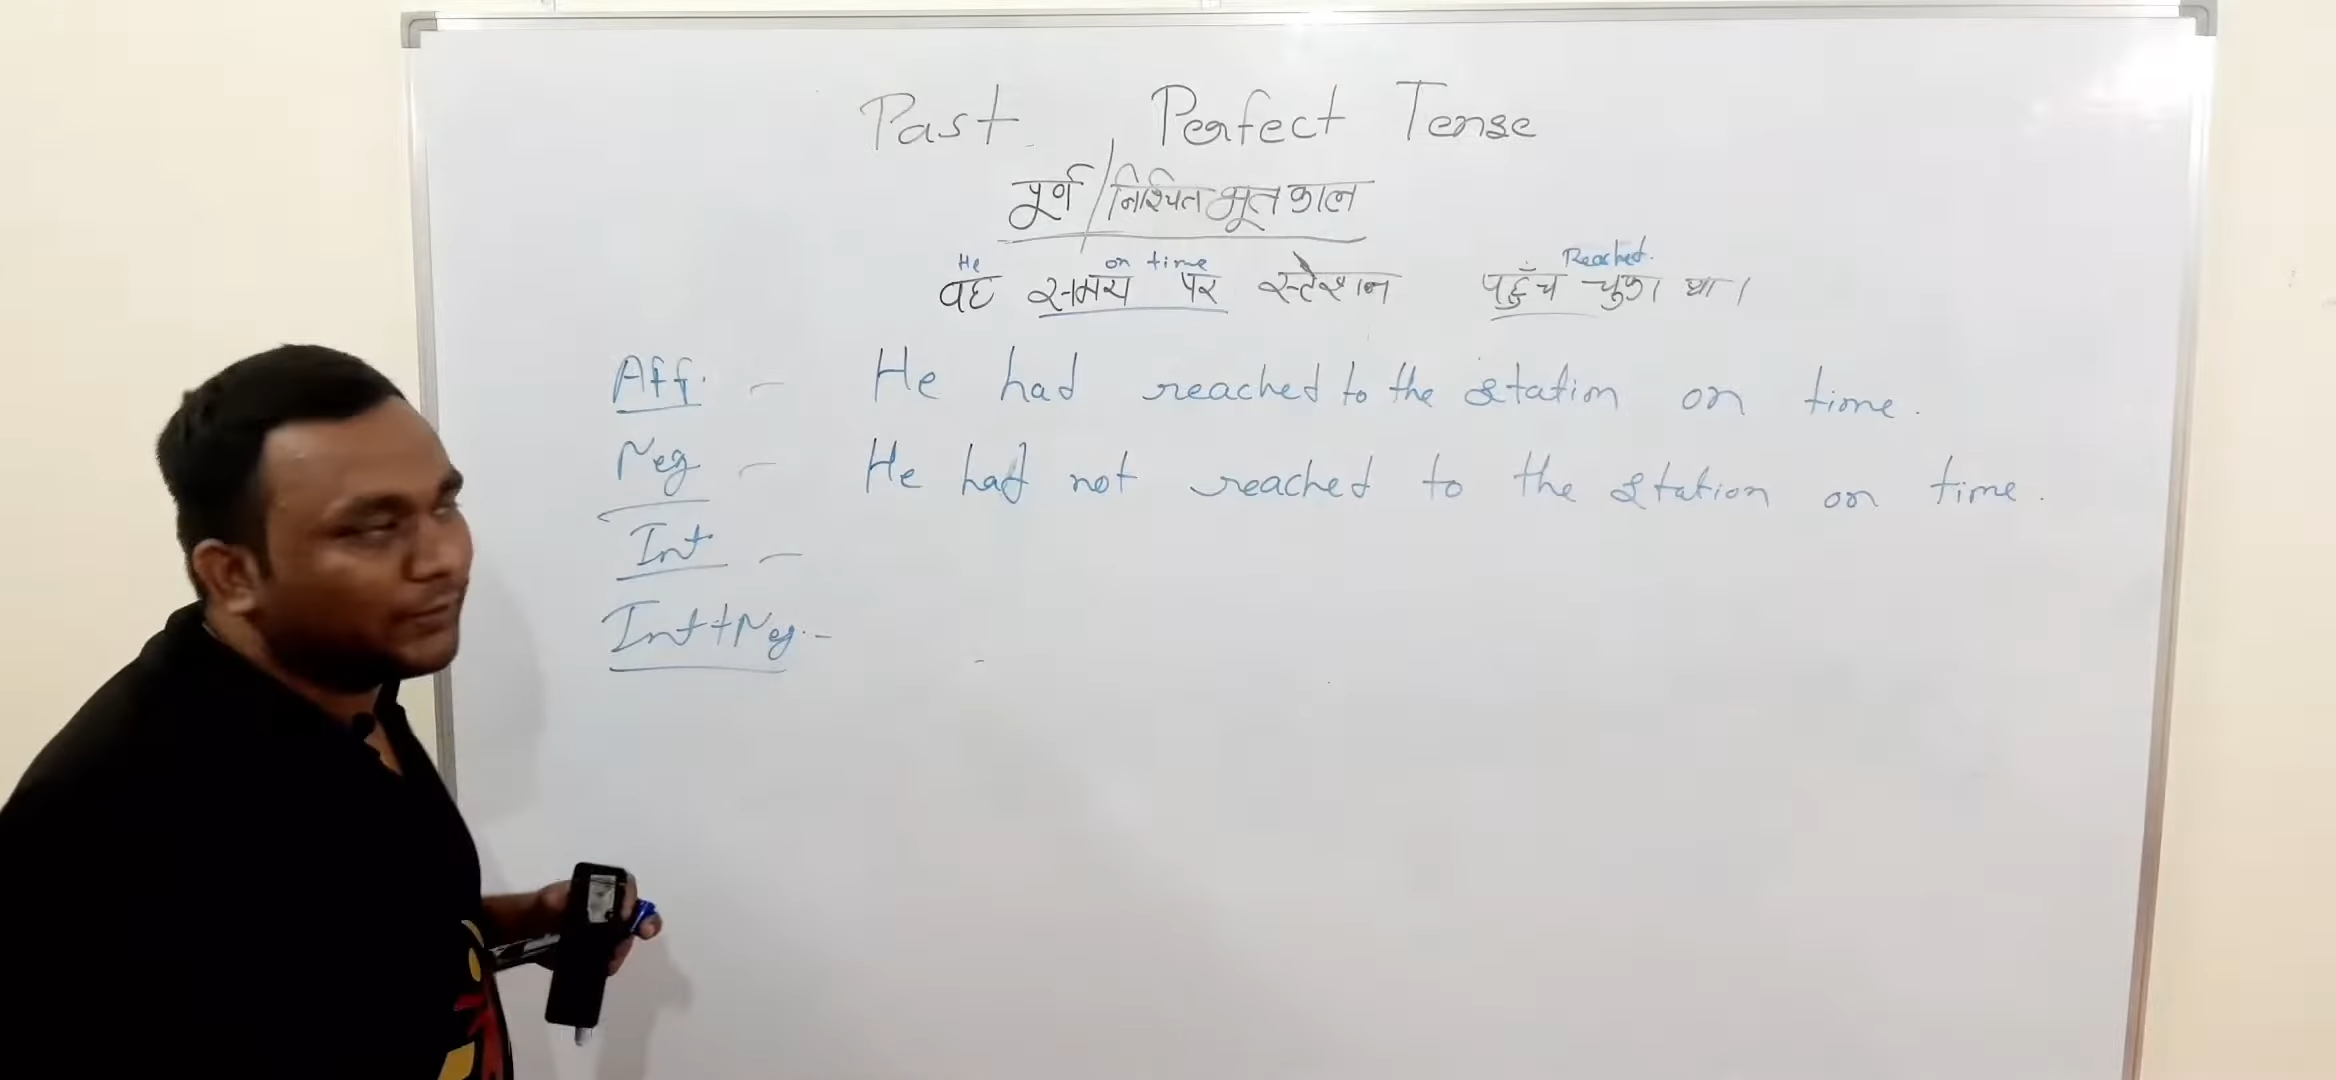 Past Perfect Tense
पूर्ण/निश्चित भूतकाल
He on time Reached.
वह समय पर स्टेशन पहुँच चुका था।
Aff. - He had reached to the station on time.
Neg - He had not reached to the station on time.
Int -
Int+Neg. -